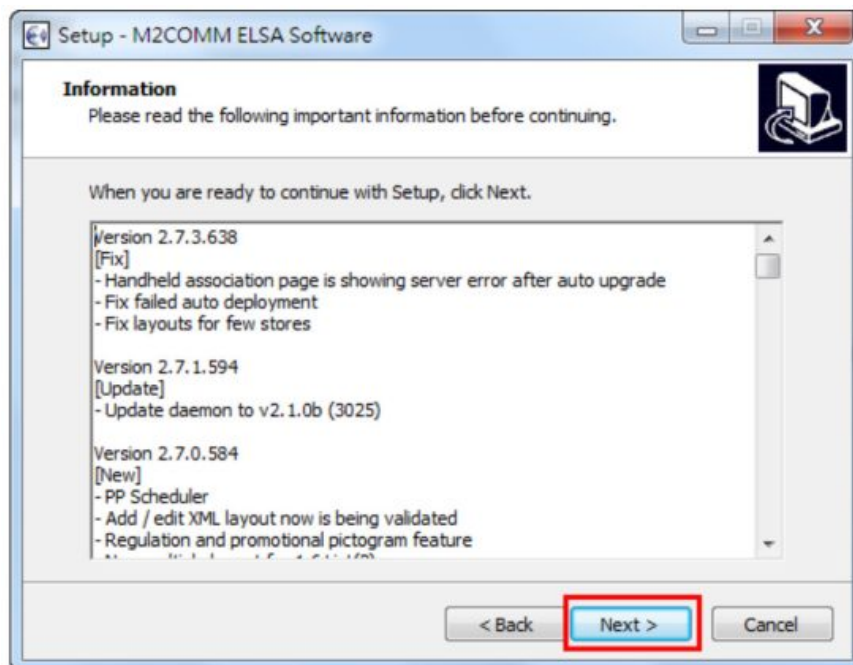 Setup - M2COMM ELSA Software
Information
Please read the following important information before continuing.
When you are ready to continue with Setup, click Next.
Version 2.7.3.638
[Fix]
- Handheld association page is showing server error after auto upgrade
- Fix failed auto deployment
- Fix layouts for few stores
Version 2.7.1.594
[Update]
- Update daemon to v2.1.0b (3025)
Version 2.7.0.584
[New]
- PP Scheduler
- Add / edit XML layout now is being validated
- Regulation and promotional pictogram feature
< Back
Next >
Cancel